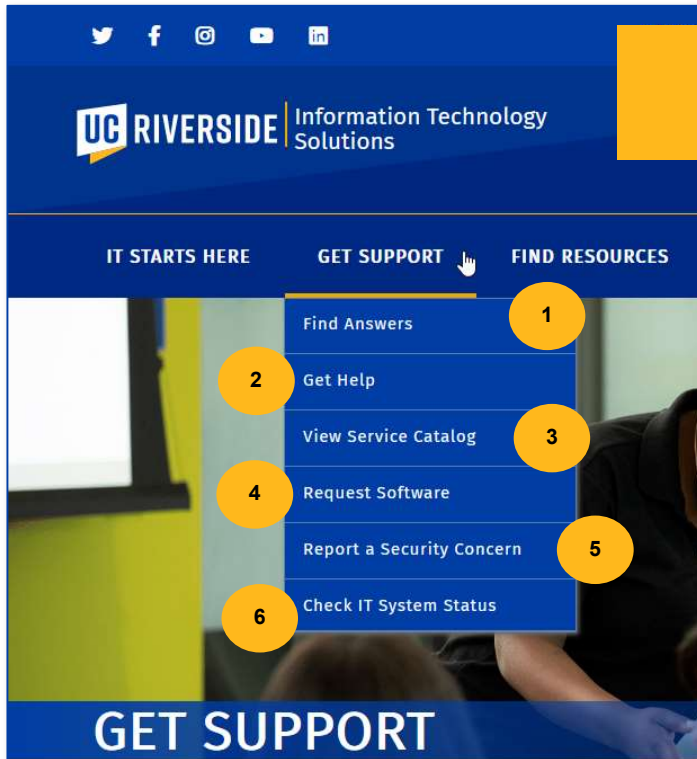 UC RIVERSIDE
Information Technology
Solutions
IT STARTS HERE
GET SUPPORT
FIND RESOURCES
Find Answers
1
2
Get Help
View Service Catalog
3
4
Request Software
Report a Security Concern
5
6
Check IT System Status
GET SUPPORT